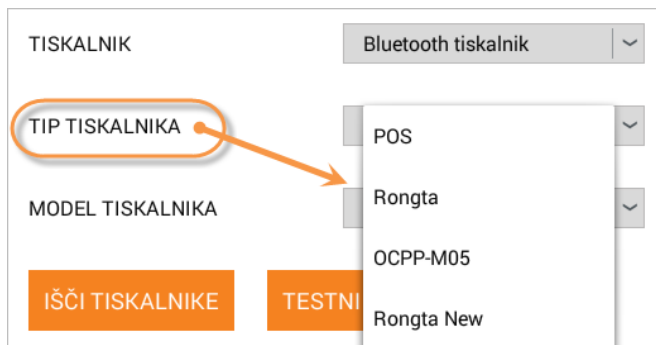 TISKALNIK
Bluetooth tiskalnik
TIP TISKALNIKA
POS
Rongta
MODEL TISKALNIKA
OCPP-M05
IŠČI TISKALNIKE
TESTNI
Rongta New